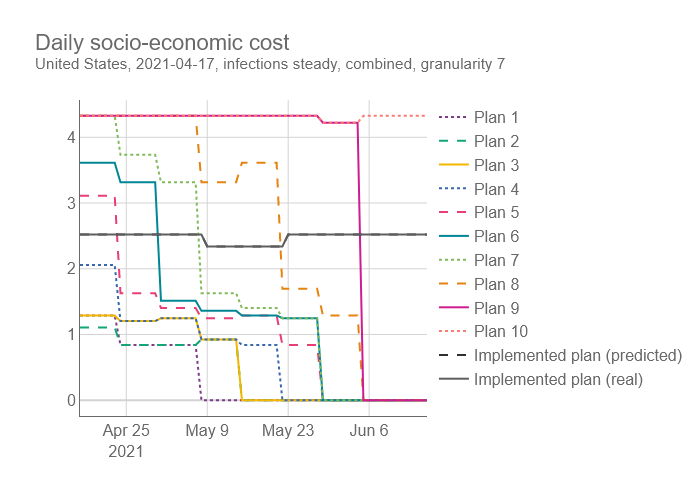 Daily socio-economic cost
United States, 2021-04-17, infections steady, combined, granularity 7
4
3
2
1
0
Apr 25
2021
May 9
May 23
Jun 6
Plan 1
Plan 2
Plan 3
Plan 4
Plan 5
Plan 6
Plan 7
Plan 8
Plan 9
Plan 10
Implemented plan (predicted)
Implemented plan (real)